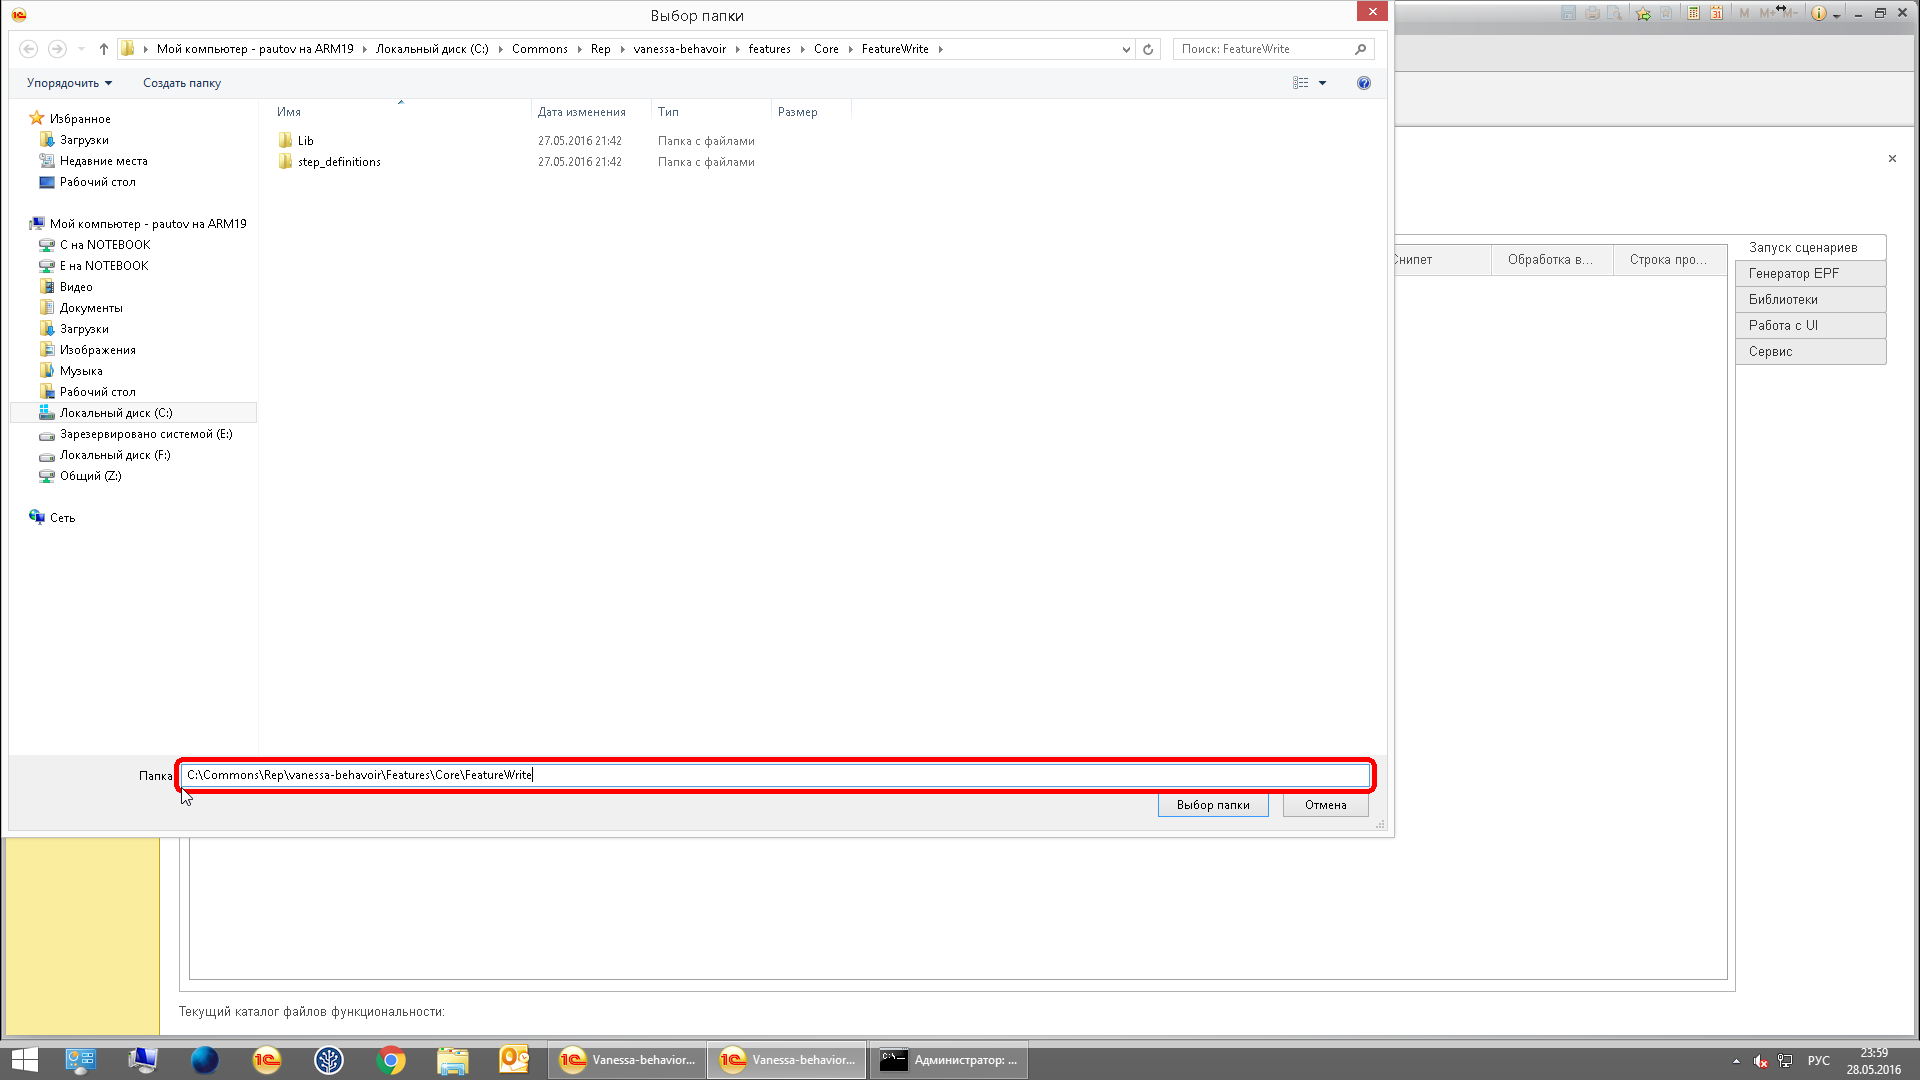 Выбор папки
Мой компьютер - pautov на ARM19 Локальный диск (C:) Commons Rep vanessa-behavoir features Core FeatureWrite
Поиск: FeatureWrite
Упорядочить Создать папку
Имя Дата изменения Тип Размер
Lib 27.05.2016 21:42 Папка с файлами
step_definitions 27.05.2016 21:42 Папка с файлами
Избранное
Загрузки
Недавние места
Рабочий стол
Мой компьютер - pautov на ARM19
C на NOTEBOOK
E на NOTEBOOK
Видео
Документы
Загрузки
Изображения
Музыка
Рабочий стол
Локальный диск (C:)
Зарезервировано системой (E:)
Локальный диск (F:)
Общий (Z:)
Сеть
Папка C:\Commons\Rep\vanessa-behavoir\Features\Core\FeatureWrite
Выбор папки Отмена
M M+ M-
31
Снипет Обработка в... Строка про...
Запуск сценариев
Генератор EPF
Библиотеки
Работа с UI
Сервис
Текущий каталог файлов функциональности:
Vanessa-behavior... Vanessa-behavior... Администратор: ...
РУС
23:59
28.05.2016